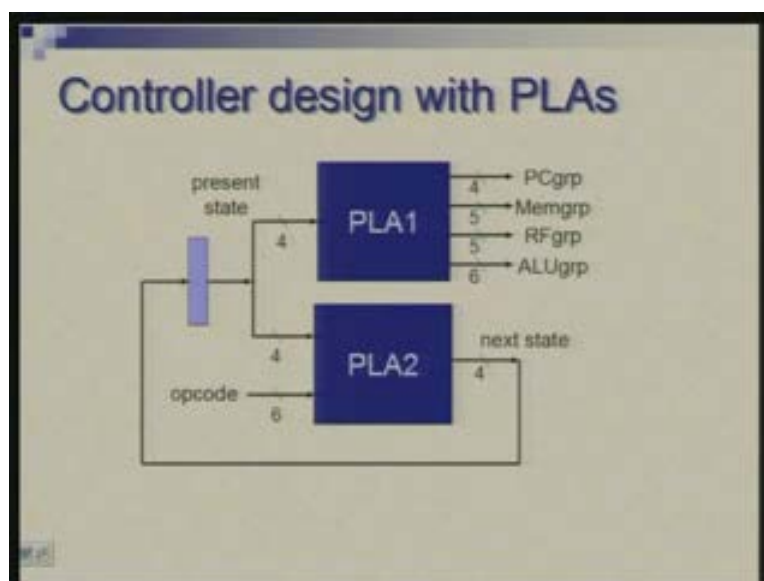 Controller design with PLAs
present
state
4
PLA1
4
PCgrp
5
Memgrp
5
RFgrp
6
ALUgrp
4
opcode
6
PLA2
next state
4